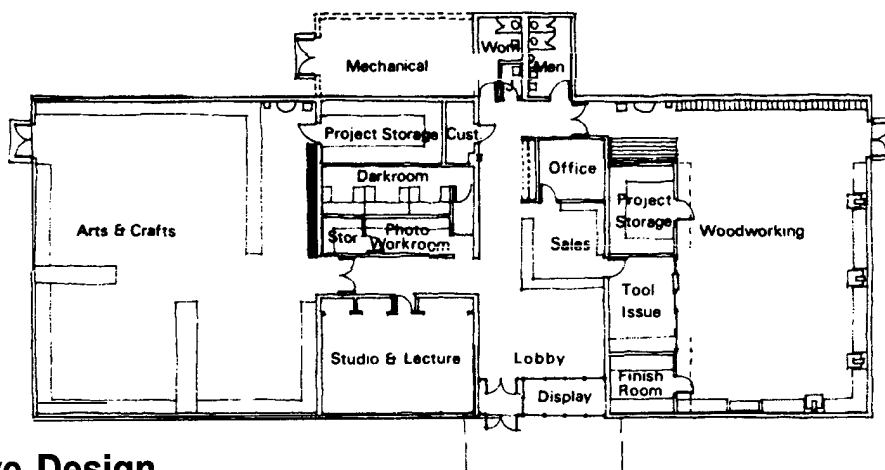 Wom
Men
Mechanical
Project Storage
Cust
Office
Darkroom
Project
Storage
Arts & Crafts
Stor
Photo
Workroom
Sales
Woodworking
Tool
Issue
Studio & Lecture
Lobby
Finish
Room
Display
Design